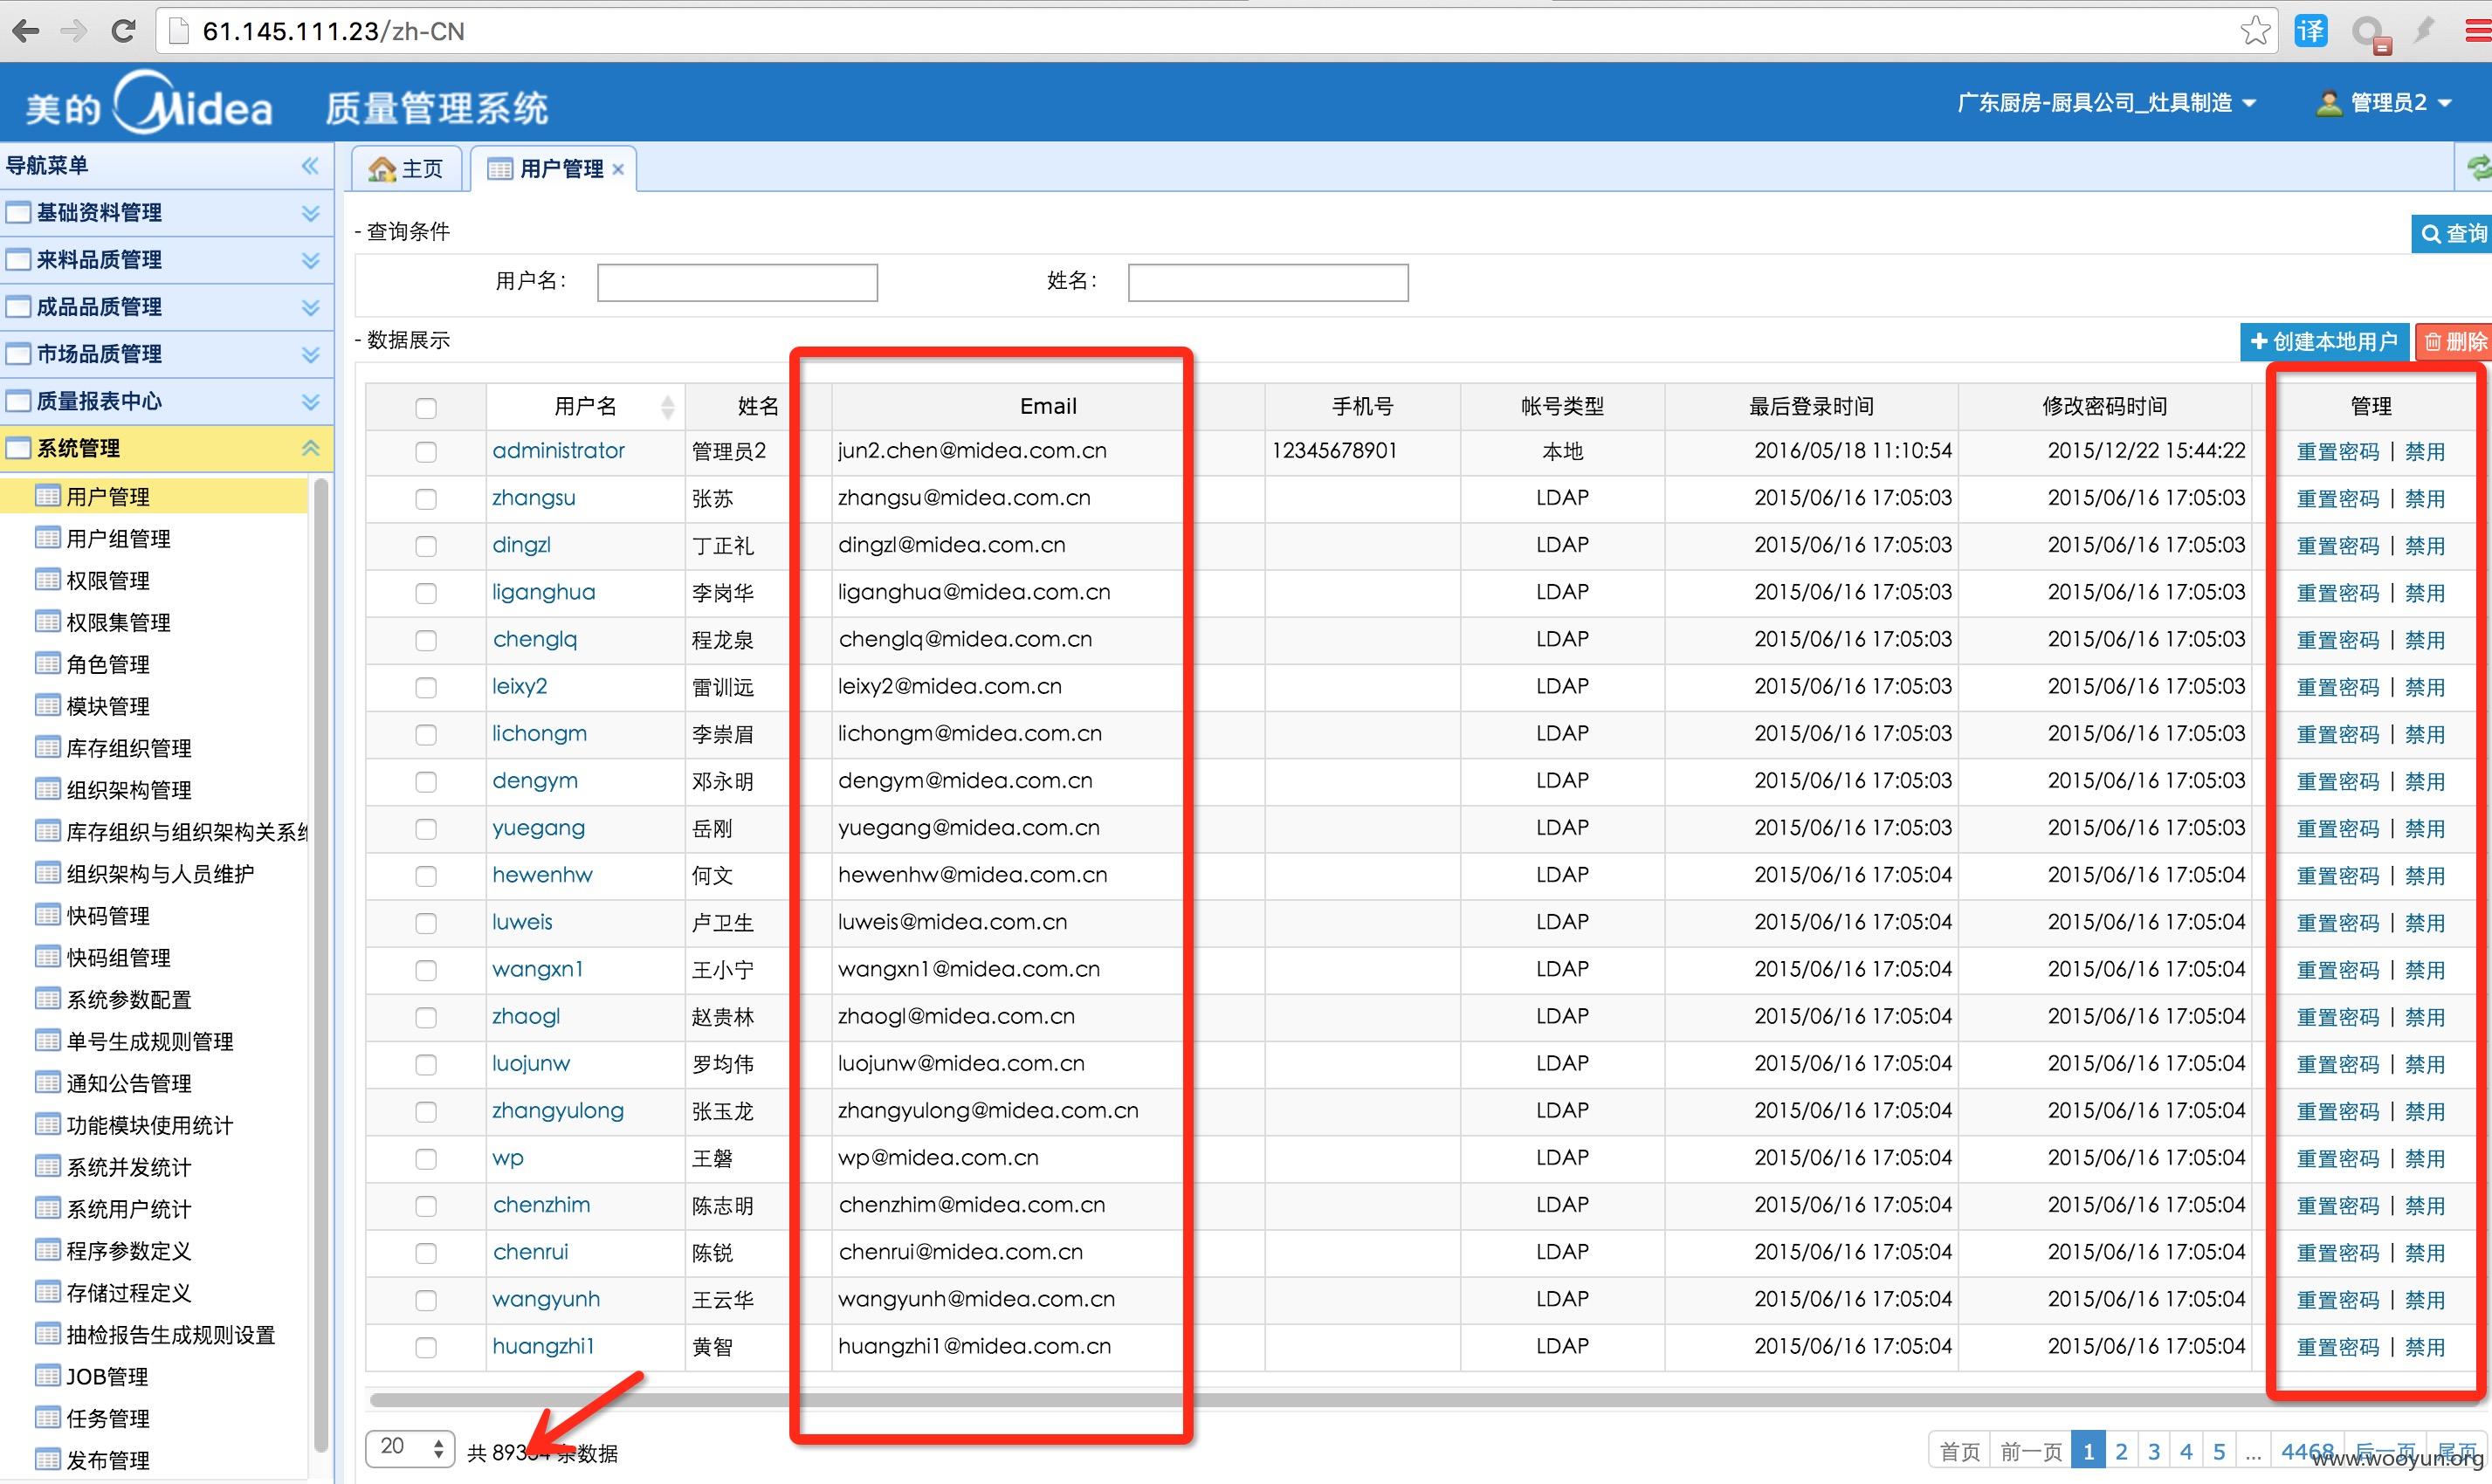 61.145.111.23/zh-CN
译
美的 Midea 质量管理系统 广东厨房-厨具公司_灶具制造 管理员2
导航菜单
基础资料管理
来料品质管理
成品品质管理
市场品质管理
质量报表中心
系统管理
用户管理
用户组管理
权限管理
权限集管理
角色管理
模块管理
库存组织管理
组织架构管理
库存组织与组织架构关系
组织架构与人员维护
快码管理
快码组管理
系统参数配置
单号生成规则管理
通知公告管理
功能模块使用统计
系统并发统计
系统用户统计
程序参数定义
存储过程定义
抽检报告生成规则设置
JOB管理
任务管理
发布管理
主页 用户管理 ×
- 查询条件 查询
用户名: 姓名:
- 数据展示 创建本地用户 删除
用户名 姓名 Email 手机号 帐号类型 最后登录时间 修改密码时间 管理
administrator 管理员2 jun2.chen@midea.com.cn 12345678901 本地 2016/05/18 11:10:54 2015/12/22 15:44:22 重置密码 | 禁用
zhangsu 张苏 zhangsu@midea.com.cn LDAP 2015/06/16 17:05:03 2015/06/16 17:05:03 重置密码 | 禁用
dingzl 丁正礼 dingzl@midea.com.cn LDAP 2015/06/16 17:05:03 2015/06/16 17:05:03 重置密码 | 禁用
liganghua 李岗华 liganghua@midea.com.cn LDAP 2015/06/16 17:05:03 2015/06/16 17:05:03 重置密码 | 禁用
chenglq 程龙泉 chenglq@midea.com.cn LDAP 2015/06/16 17:05:03 2015/06/16 17:05:03 重置密码 | 禁用
leixy2 雷训远 leixy2@midea.com.cn LDAP 2015/06/16 17:05:03 2015/06/16 17:05:03 重置密码 | 禁用
lichongm 李崇眉 lichongm@midea.com.cn LDAP 2015/06/16 17:05:03 2015/06/16 17:05:03 重置密码 | 禁用
dengym 邓永明 dengym@midea.com.cn LDAP 2015/06/16 17:05:03 2015/06/16 17:05:03 重置密码 | 禁用
yuegang 岳刚 yuegang@midea.com.cn LDAP 2015/06/16 17:05:03 2015/06/16 17:05:03 重置密码 | 禁用
hewenhw 何文 hewenhw@midea.com.cn LDAP 2015/06/16 17:05:04 2015/06/16 17:05:04 重置密码 | 禁用
luweis 卢卫生 luweis@midea.com.cn LDAP 2015/06/16 17:05:04 2015/06/16 17:05:04 重置密码 | 禁用
wangxn1 王小宁 wangxn1@midea.com.cn LDAP 2015/06/16 17:05:04 2015/06/16 17:05:04 重置密码 | 禁用
zhaogl 赵贵林 zhaogl@midea.com.cn LDAP 2015/06/16 17:05:04 2015/06/16 17:05:04 重置密码 | 禁用
luojunw 罗均伟 luojunw@midea.com.cn LDAP 2015/06/16 17:05:04 2015/06/16 17:05:04 重置密码 | 禁用
zhangyulong 张玉龙 zhangyulong@midea.com.cn LDAP 2015/06/16 17:05:04 2015/06/16 17:05:04 重置密码 | 禁用
wp 王磐 wp@midea.com.cn LDAP 2015/06/16 17:05:04 2015/06/16 17:05:04 重置密码 | 禁用
chenzhim 陈志明 chenzhim@midea.com.cn LDAP 2015/06/16 17:05:04 2015/06/16 17:05:04 重置密码 | 禁用
chenrui 陈锐 chenrui@midea.com.cn LDAP 2015/06/16 17:05:04 2015/06/16 17:05:04 重置密码 | 禁用
wangyunh 王云华 wangyunh@midea.com.cn LDAP 2015/06/16 17:05:04 2015/06/16 17:05:04 重置密码 | 禁用
huangzhi1 黄智 huangzhi1@midea.com.cn LDAP 2015/06/16 17:05:04 2015/06/16 17:05:04 重置密码 | 禁用
20 共 条数据 首页 前一页 1 2 3 4 5 ... 4468 后一页 尾页
www.wooyun.org